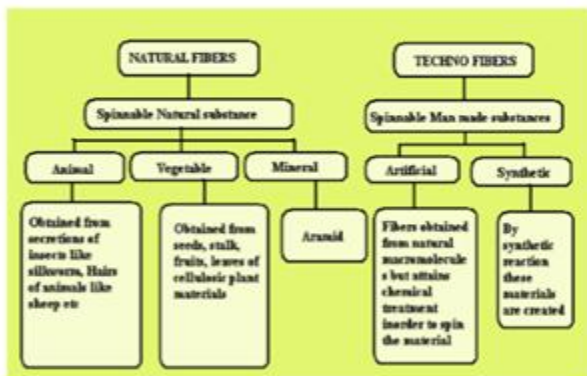 NATURAL FIBERS
TECHNO FIBERS
Spinnable Natural substance
Spinnable Man made substances
Animal
Vegetable
Mineral
Artificial
Synthetic
Obtained from
secretions of
insects like
silkworm, Hairs
of animals like
sheep etc
Obtained from
seeds, stalk,
fruits, leaves of
cellulosic plant
materials
Aramid
Fibers obtained
from natural
macromolecule
s but attains
chemical
treatment
inorder to spin
the material
By
synthetic
reaction
these
materials
are created